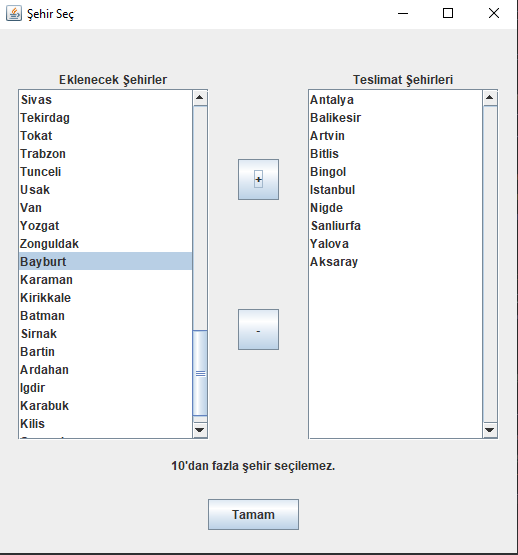 Şehir Seç
Eklenecek Şehirler
Sivas
Tekirdag
Tokat
Trabzon
Tunceli
Usak
Van
Yozgat
Zonguldak
Bayburt
Karaman
Kirikkale
Batman
Sirnak
Bartin
Ardahan
Igdir
Karabuk
Kilis
+
-
Teslimat Şehirleri
Antalya
Balikesir
Artvin
Bitlis
Bingol
Istanbul
Nigde
Sanliurfa
Yalova
Aksaray
10'dan fazla şehir seçilemez.
Tamam